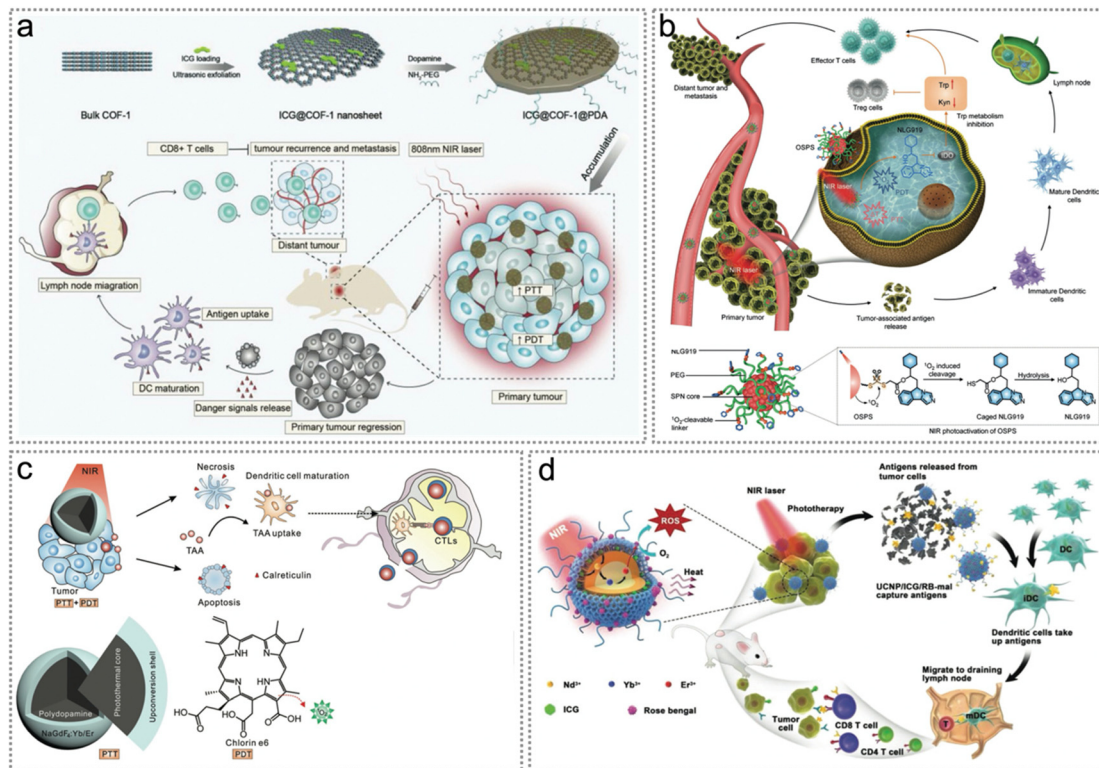 a
ICG loading
Ultrasonic exfoliation
Dopamine
NH₂-PEG
Bulk COF-1
ICG@COF-1 nanosheet
ICG@COF-1@PDA
CD8+ T cells
tumour recurrence and metastasis
808nm NIR laser
Accumulation
Distant tumour
Lymph node miagration
↑ PTT
↑ PDT
Antigen uptake
DC maturation
Danger signals release
Primary tumour regression
Primary tumour
b
Effector T cells
Lymph node
Distant tumor and
metastasis
Treg cells
Trp
Kyn
Trp metabolism
inhibition
NLG919
OSPS
IDO
NIR laser
PDT
Mature Dendritic
cells
NIR laser
Immature Dendritic
cells
Primary tumor
Tumor-associated antigen
release
NLG919
PEG
SPN core
¹O₂-cleavable
linker
¹O₂ induced
cleavage
Hydrolysis
¹O₂
OSPS
Caged NLG919
NLG919
NIR photoactivation of OSPS
c
NIR
Necrosis
Dendritic cell maturation
TAA
TAA uptake
CTLs
Calreticulin
Tumor
PTT+PDT
Apoptosis
Photothermal core
Upconversion shell
Polydopamine
NaGdF₄:Yb/Er
PTT
NH
N
N
HN
HO
O
HO
O
O
OH
¹O₂
Chlorin e6
PDT
d
NIR
ROS
O₂
Heat
NIR laser
Phototherapy
Antigens released from
tumor cells
UCNP/ICG/RB-mal
capture antigens
DC
iDC
Dendritic cells take
up antigens
Migrate to draining
lymph node
T
mDC
Nd³⁺
Yb³⁺
Er³⁺
ICG
Rose bengal
Tumor
cell
CD8 T cell
CD4 T cell